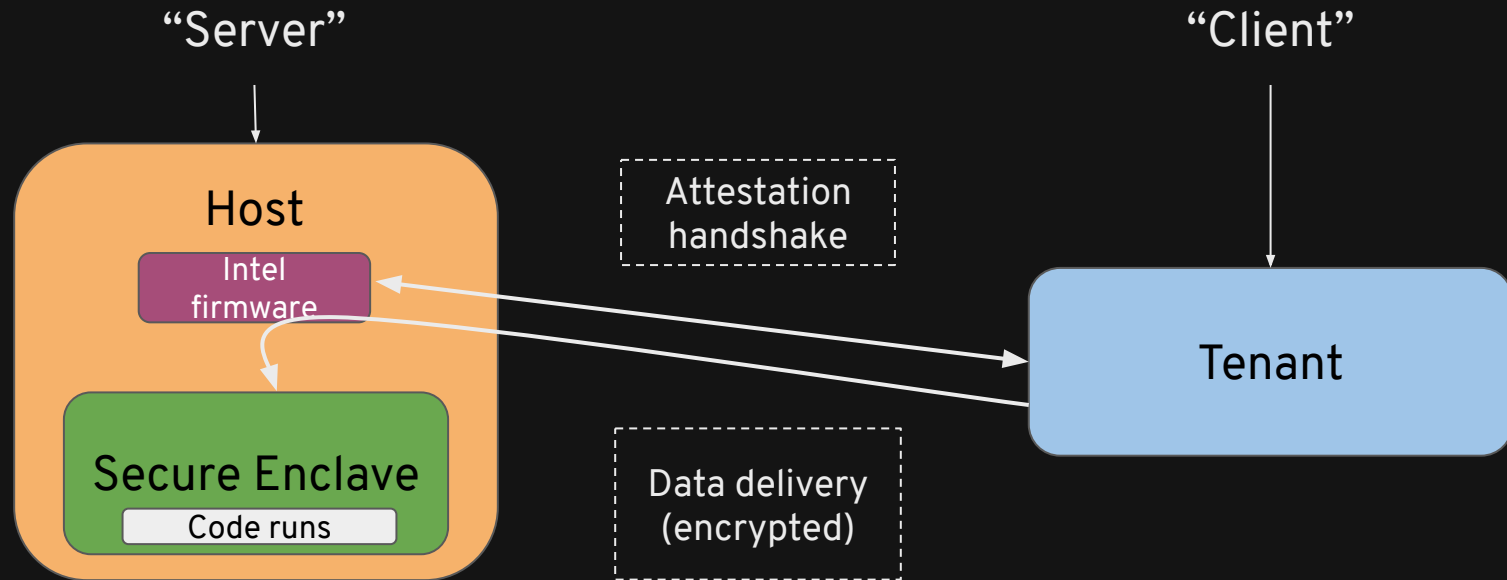 “Server”
“Client”
Host
Intel
firmware
Secure Enclave
Code runs
Attestation
handshake
Data delivery
(encrypted)
Tenant